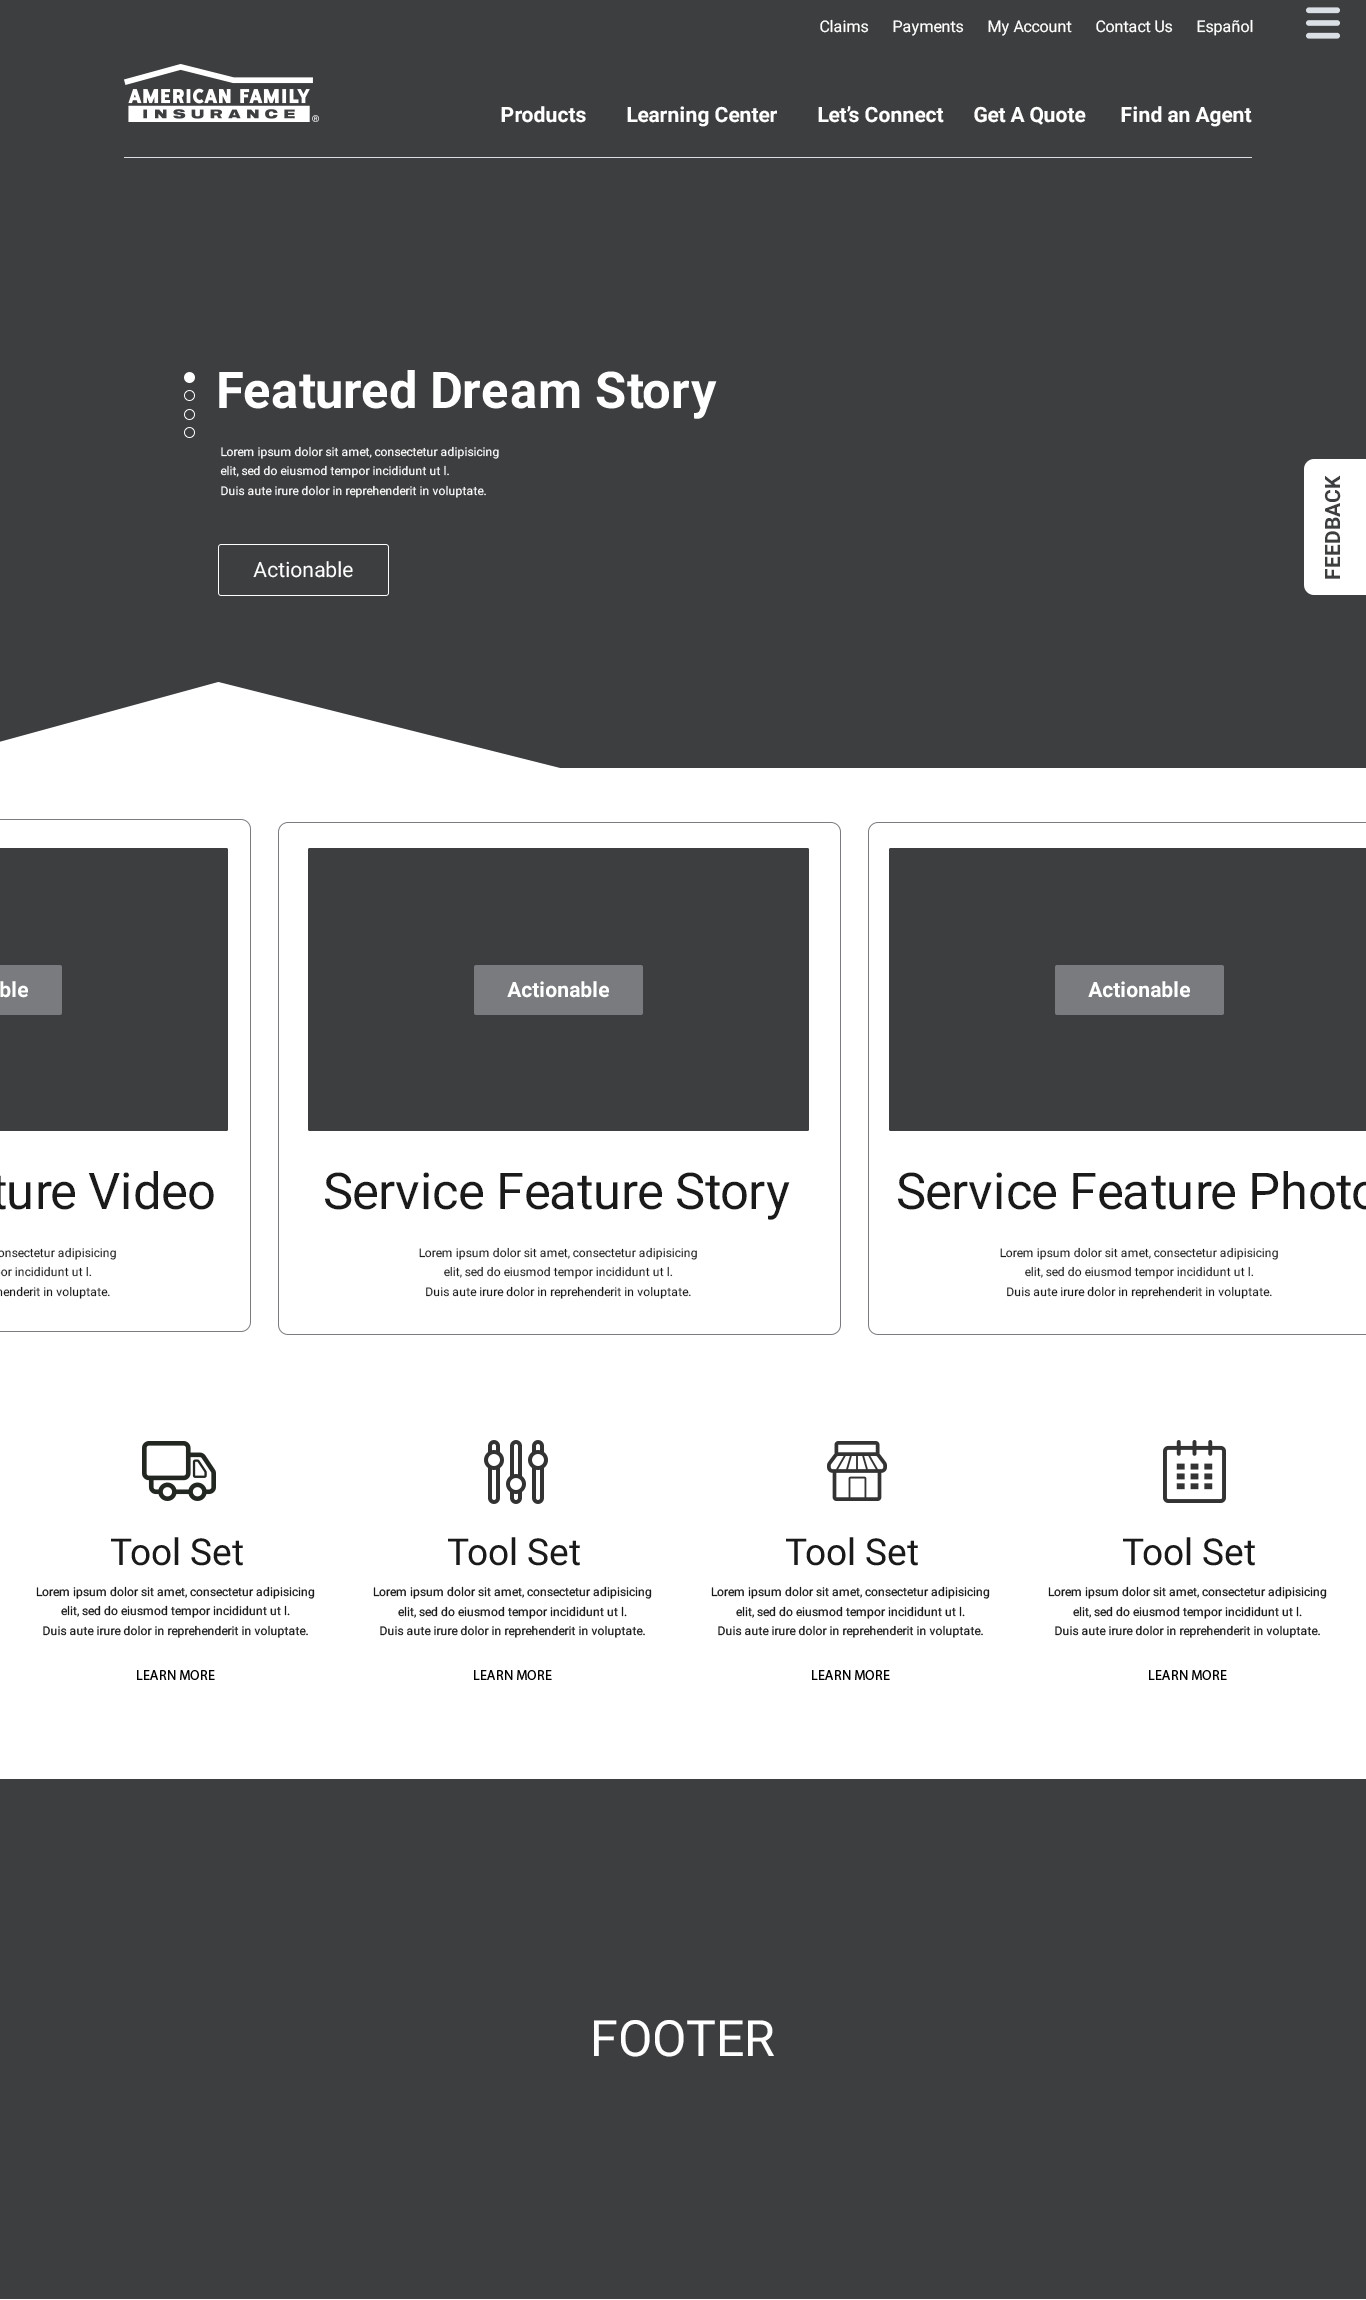 Claims Payments My Account Contact Us Español
AMERICAN FAMILY
INSURANCE ®
Products Learning Center Let's Connect Get A Quote Find an Agent
Featured Dream Story
Lorem ipsum dolor sit amet, consectetur adipisicing
elit, sed do eiusmod tempor incididunt ut l.
Duis aute irure dolor in reprehenderit in voluptate.
Actionable
FEEDBACK
ble
ture Video
onsectetur adipisicing
or incididunt ut l.
henderit in voluptate.
Actionable
Service Feature Story
Lorem ipsum dolor sit amet, consectetur adipisicing
elit, sed do eiusmod tempor incididunt ut l.
Duis aute irure dolor in reprehenderit in voluptate.
Actionable
Service Feature Photo
Lorem ipsum dolor sit amet, consectetur adipisicing
elit, sed do eiusmod tempor incididunt ut l.
Duis aute irure dolor in reprehenderit in voluptate.
Tool Set
Lorem ipsum dolor sit amet, consectetur adipisicing
elit, sed do eiusmod tempor incididunt ut l.
Duis aute irure dolor in reprehenderit in voluptate.
LEARN MORE
Tool Set
Lorem ipsum dolor sit amet, consectetur adipisicing
elit, sed do eiusmod tempor incididunt ut l.
Duis aute irure dolor in reprehenderit in voluptate.
LEARN MORE
Tool Set
Lorem ipsum dolor sit amet, consectetur adipisicing
elit, sed do eiusmod tempor incididunt ut l.
Duis aute irure dolor in reprehenderit in voluptate.
LEARN MORE
Tool Set
Lorem ipsum dolor sit amet, consectetur adipisicing
elit, sed do eiusmod tempor incididunt ut l.
Duis aute irure dolor in reprehenderit in voluptate.
LEARN MORE
FOOTER